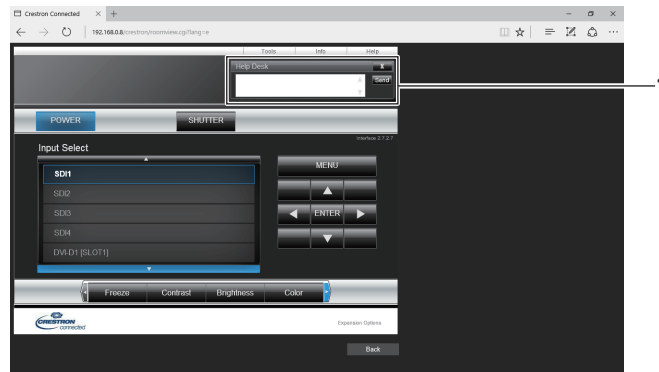 Crestron Connected
192.168.0.8/crestron/roomview.cgi?lang=e
Tools Info Help
Help Desk X
Send
1
POWER SHUTTER
Interface 2.7.2.7
Input Select
SDI1
SDI2
SDI3
SDI4
DVI-D1 [SLOT1]
MENU
ENTER
Freeze Contrast Brightness Color
CRESTRON
connected
Expansion Options
Back